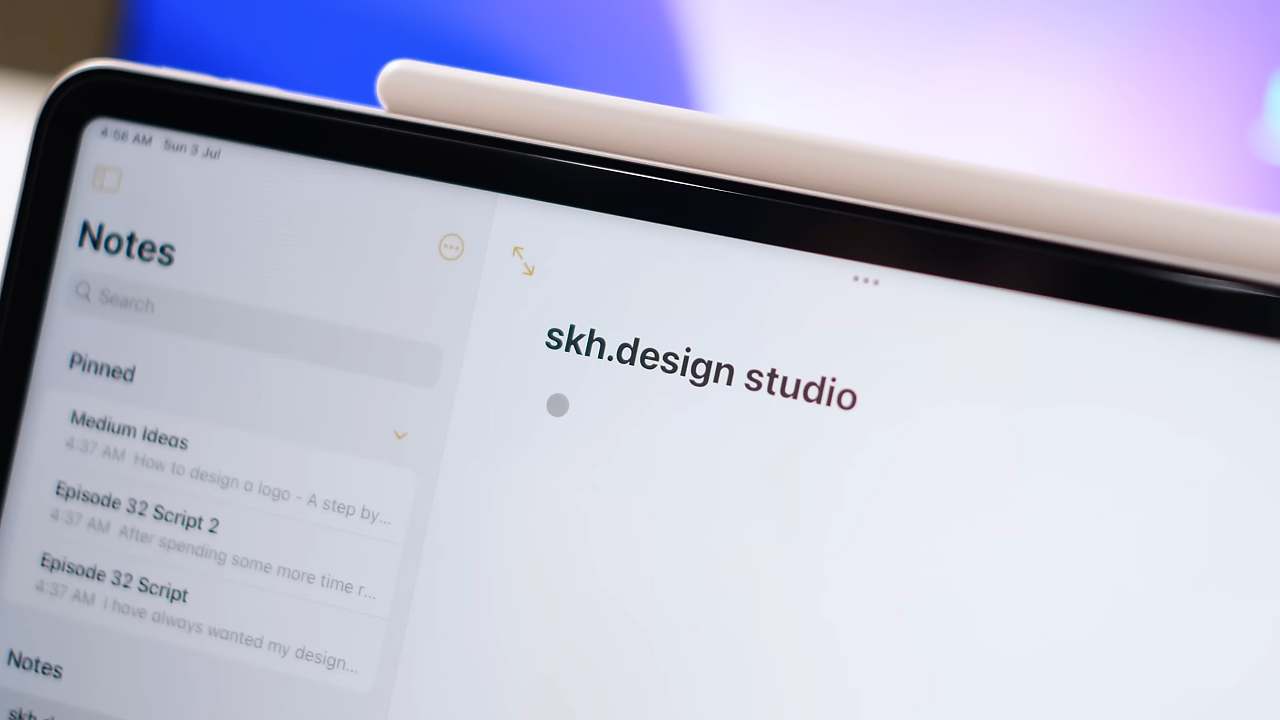 4:58 AM Sun 3 Jul
Notes
Search
Pinned
Medium Ideas
4:37 AM How to design a logo - A step by...
Episode 32 Script 2
4:37 AM After spending some more time r...
Episode 32 Script
4:37 AM I have always wanted my design...
Notes
skh.design studio